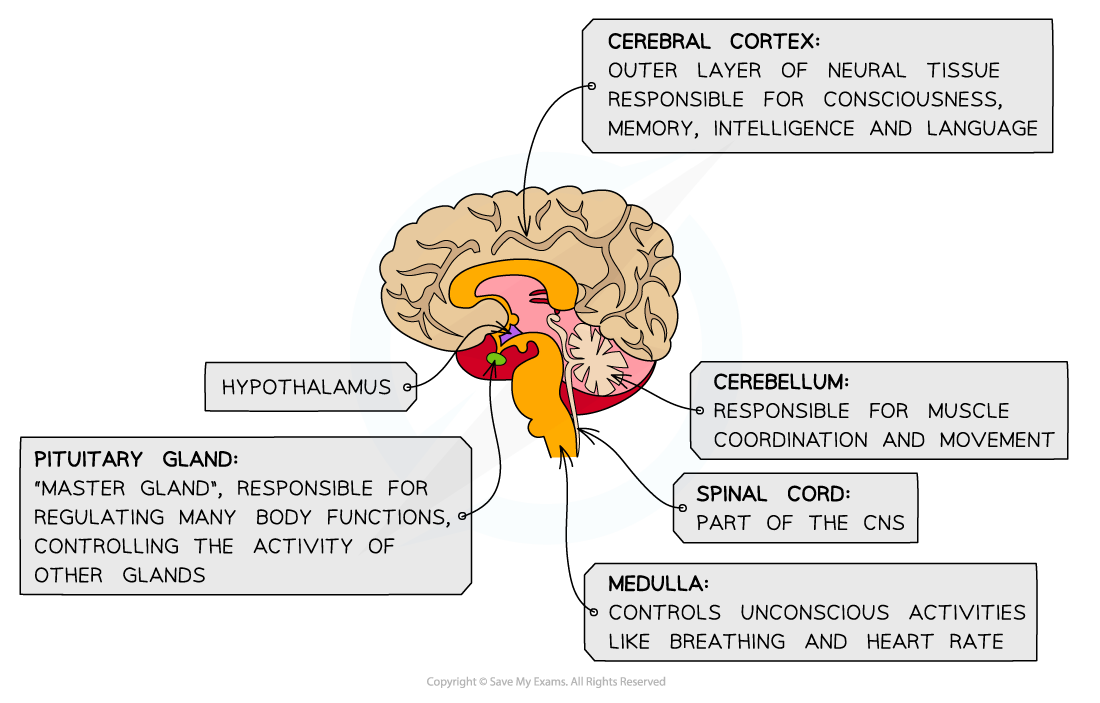 CEREBRAL CORTEX:
OUTER LAYER OF NEURAL TISSUE
RESPONSIBLE FOR CONSCIOUSNESS,
MEMORY, INTELLIGENCE AND LANGUAGE
HYPOTHALAMUS
CEREBELLUM:
RESPONSIBLE FOR MUSCLE
COORDINATION AND MOVEMENT
PITUITARY GLAND:
"MASTER GLAND", RESPONSIBLE FOR
REGULATING MANY BODY FUNCTIONS,
CONTROLLING THE ACTIVITY OF
OTHER GLANDS
SPINAL CORD:
PART OF THE CNS
MEDULLA:
CONTROLS UNCONSCIOUS ACTIVITIES
LIKE BREATHING AND HEART RATE
Copyright © Save My Exams. All Rights Reserved